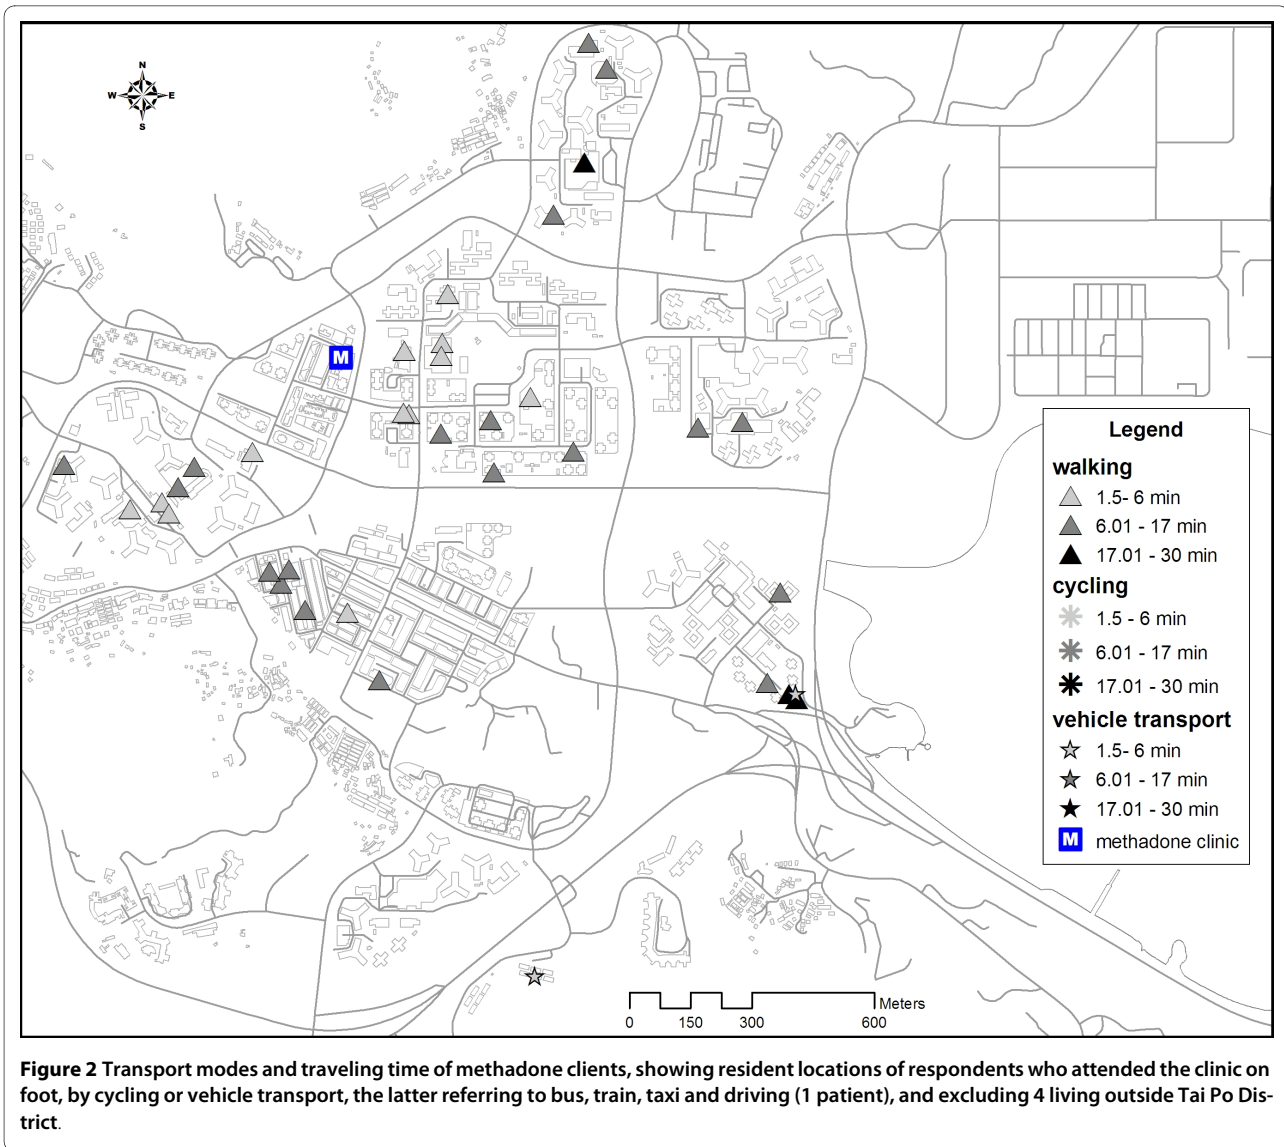 N
W E
S
M
Legend
walking
1.5- 6 min
6.01 - 17 min
17.01 - 30 min
cycling
1.5 - 6 min
6.01 - 17 min
17.01 - 30 min
vehicle transport
1.5- 6 min
6.01 - 17 min
17.01 - 30 min
M methadone clinic
Meters
0 150 300 600
Figure 2 Transport modes and traveling time of methadone clients, showing resident locations of respondents who attended the clinic on
foot, by cycling or vehicle transport, the latter referring to bus, train, taxi and driving (1 patient), and excluding 4 living outside Tai Po Dis-
trict.